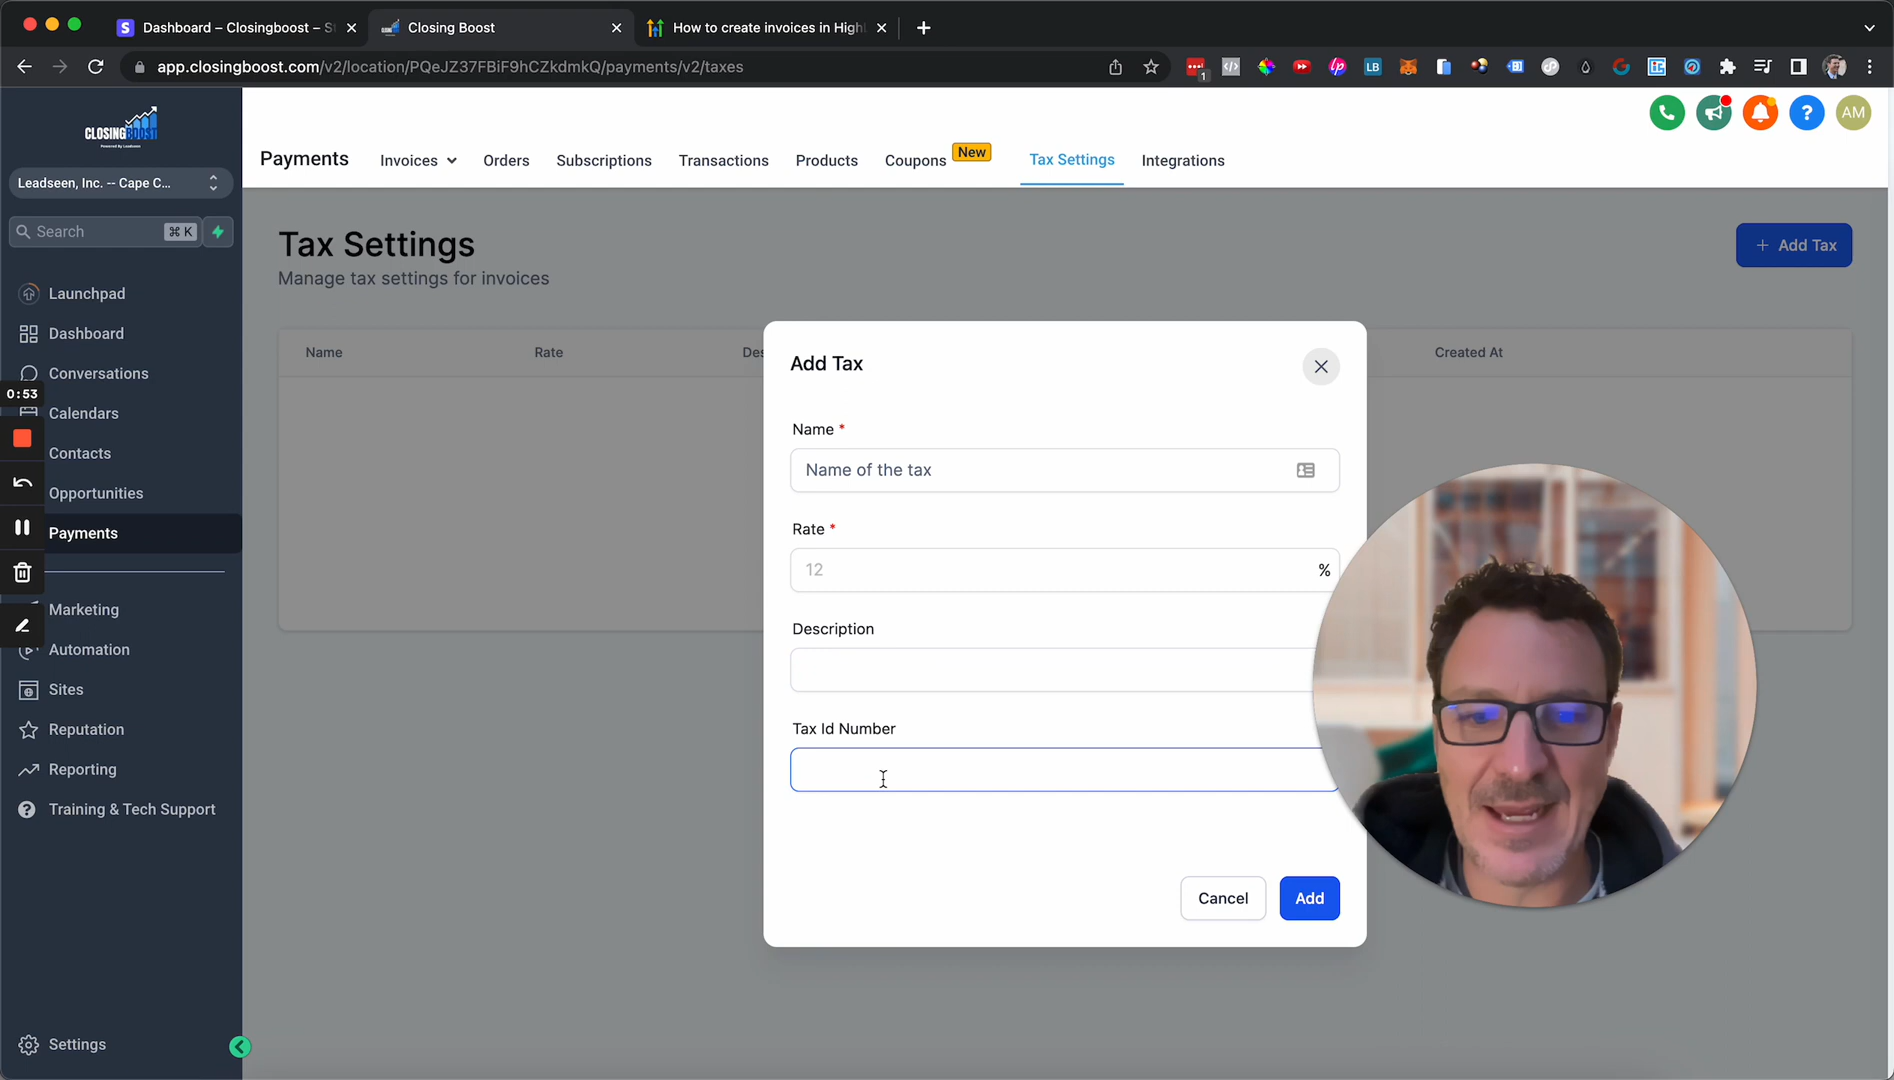 Dashboard – Closingboost – S
Closing Boost
How to create invoices in High
app.closingboost.com/v2/location/PQeJZ37FBiF9hCZkdmkQ/payments/v2/taxes
1
LB
CLOSINGBOOST
Leadseen, Inc. -- Cape C...
Search
⌘ K
Launchpad
Dashboard
Conversations
0:53
Calendars
Contacts
Opportunities
Payments
Marketing
Automation
Sites
Reputation
Reporting
Training & Tech Support
Settings
AM
Payments
Invoices
Orders
Subscriptions
Transactions
Products
Coupons
New
Tax Settings
Integrations
Tax Settings
Manage tax settings for invoices
+ Add Tax
Name
Rate
Des
Created At
Add Tax
Name *
Name of the tax
Rate *
12
%
Description
Tax Id Number
Cancel
Add